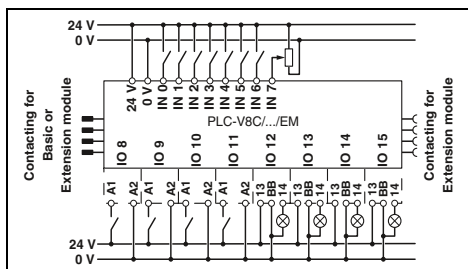 24 V
0 V
24 V
0 V
IN 0
IN 1
IN 2
IN 3
IN 4
IN 5
IN 6
IN 7
PLC-V8C/.../EM
Contacting for
Basic or
Extension module
Contacting for
Extension module
IO 8
IO 9
IO 10
IO 11
IO 12
IO 13
IO 14
IO 15
A1
A2
A1
A2
A1
A2
A1
A2
13
BB
14
13
BB
14
13
BB
14
13
BB
14
24 V
0 V